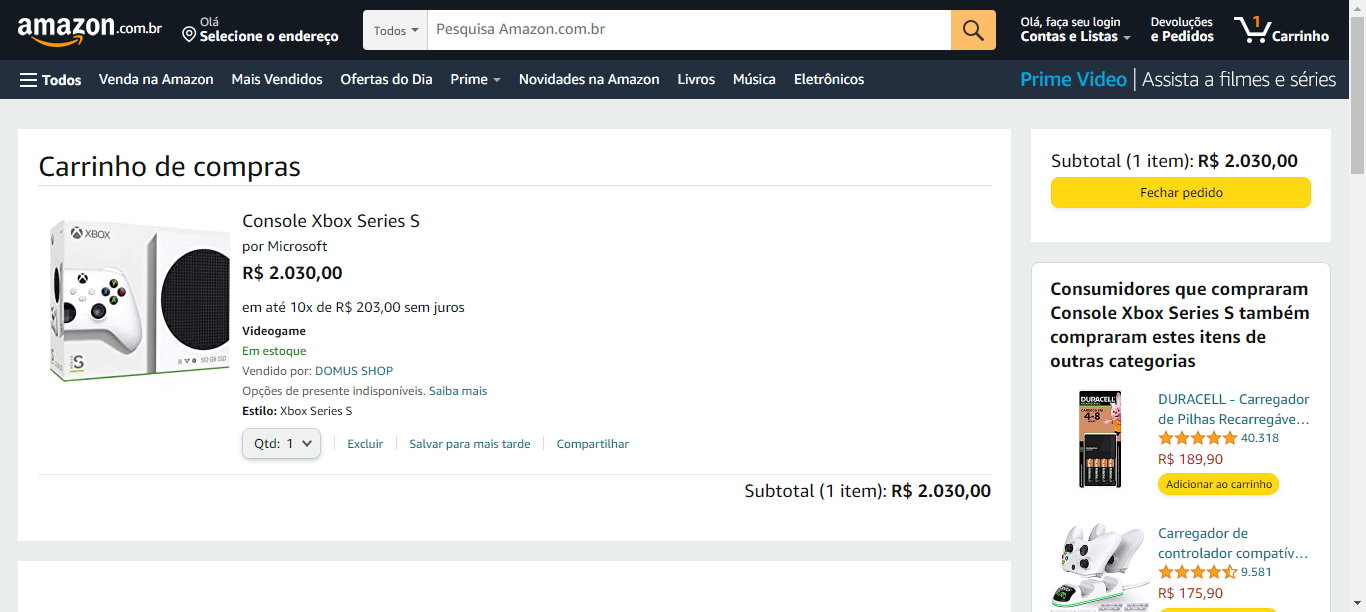 amazon.com.br
Olá
Selecione o endereço
Todos
Pesquisa Amazon.com.br
Olá, faça seu login
Contas e Listas
Devoluções
e Pedidos
1
Carrinho
Todos
Venda na Amazon
Mais Vendidos
Ofertas do Dia
Prime
Novidades na Amazon
Livros
Música
Eletrônicos
Prime Video | Assista a filmes e séries
Carrinho de compras
XBOX
S
512 GB SSD
Console Xbox Series S
por Microsoft
R$ 2.030,00
em até 10x de R$ 203,00 sem juros
Videogame
Em estoque
Vendido por: DOMUS SHOP
Opções de presente indisponíveis. Saiba mais
Estilo: Xbox Series S
Qtd: 1
Excluir
Salvar para mais tarde
Compartilhar
Subtotal (1 item): R$ 2.030,00
Subtotal (1 item): R$ 2.030,00
Fechar pedido
Consumidores que compraram
Console Xbox Series S também
compraram estes itens de
outras categorias
DURACELL
4-8
DURACELL - Carregador
de Pilhas Recarregáve...
40.318
R$ 189,90
Adicionar ao carrinho
Carregador de
controlador compatív...
9.581
R$ 175,90